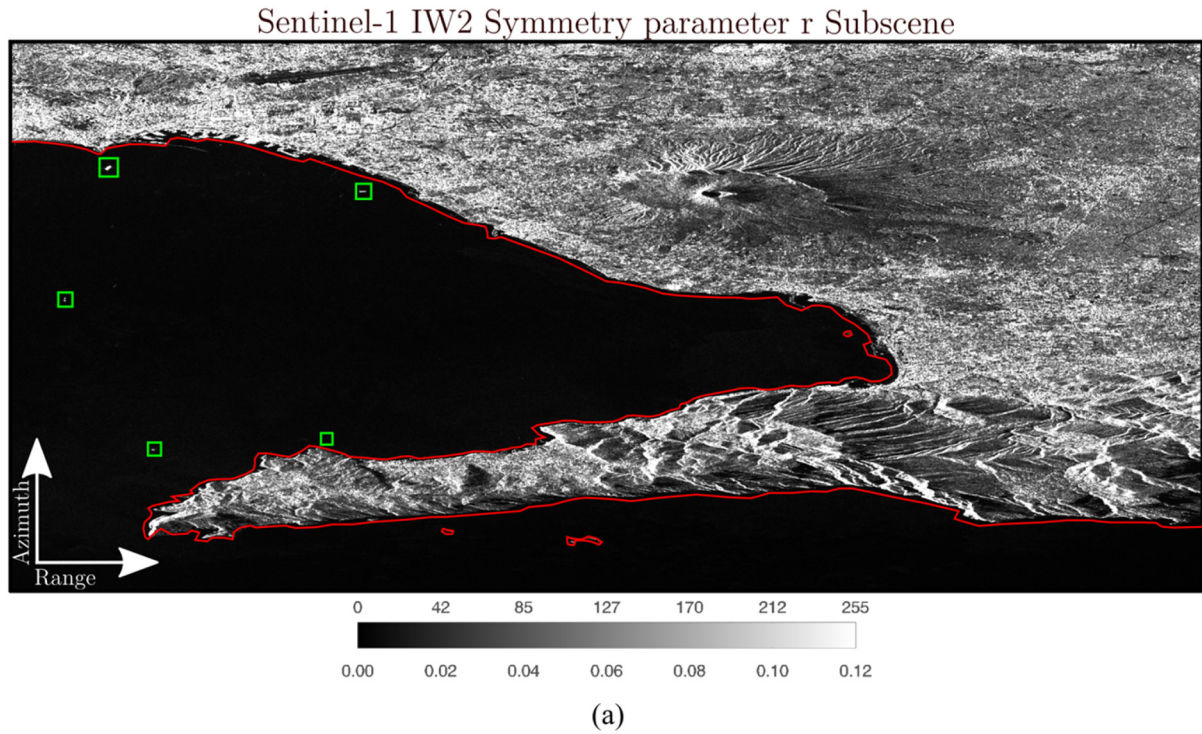 Sentinel-1 IW2 Symmetry parameter r Subscene
Azimuth
Range
0 42 85 127 170 212 255
0.00 0.02 0.04 0.06 0.08 0.10 0.12
(a)